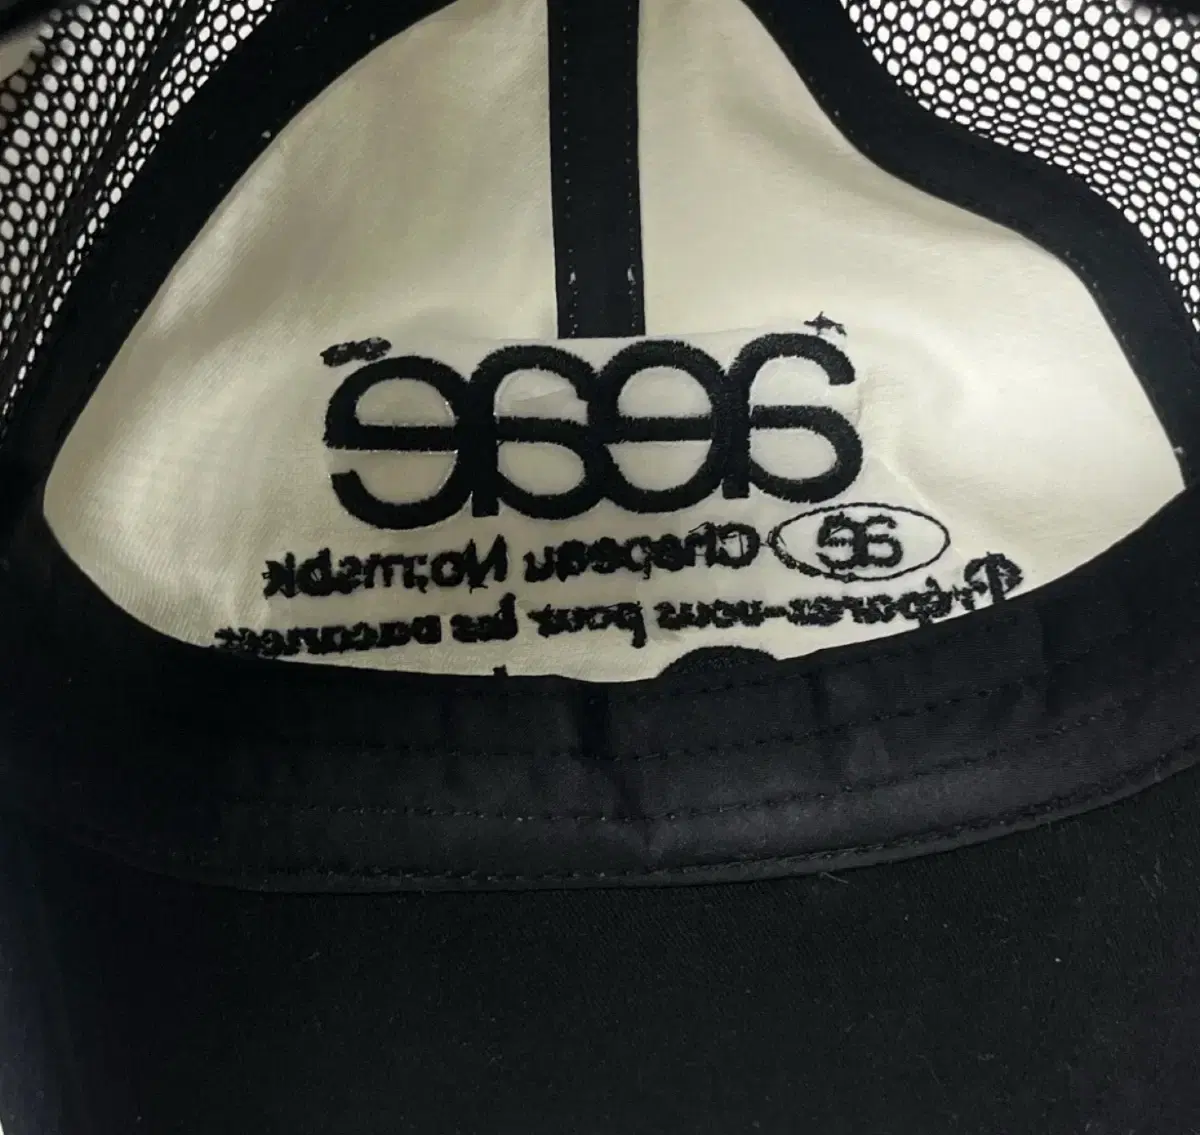 aeae
ae Chapeau
Préparez-vous pour les vacances